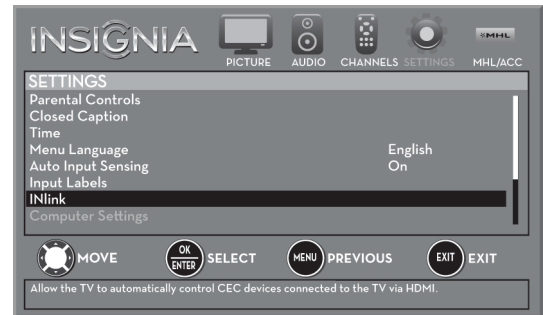 INSIGNIA
PICTURE AUDIO CHANNELS SETTINGS MHL MHL/ACC
SETTINGS
Parental Controls
Closed Caption
Time
Menu Language English
Auto Input Sensing On
Input Labels
INlink
Computer Settings
MOVE OK ENTER SELECT MENU PREVIOUS EXIT EXIT
Allow the TV to automatically control CEC devices connected to the TV via HDMI.